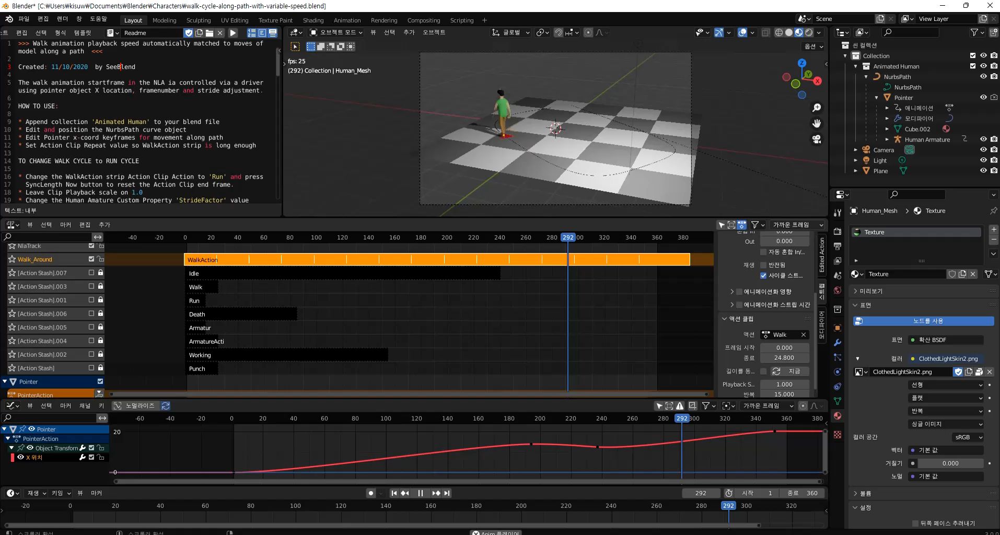 Blender* [C:₩Users₩kisuw₩Documents₩Blender₩Characters₩walk-cycle-along-path-with-variable-speed.blend]
파일 편집 렌더 창 도움말 Layout Modeling Sculpting UV Editing Texture Paint Shading Animation Rendering Compositing Scripting + Scene View Layer
편집 선택 형식 템플릿 Readme
1 >>> Walk animation playback speed automatically matched to moves of
model along a path <<<
2
3 Created: 11/10/2020 by SeeBlend
4
5 The walk animation startframe in the NLA ia controlled via a driver
using pointer object X location, framenumber and stride adjustment.
6
7 HOW TO USE:
8
9 * Append collection 'Animated Human' to your blend file
10 * Edit and position the NurbsPath curve object
11 * Edit Pointer x-coord keyframes for movement along path
12 * Set Action Clip Repeat value so WalkAction strip is long enough
13
14 TO CHANGE WALK CYCLE to RUN CYCLE
15
16 * Change the WalkAction strip Action Clip Action to 'Run' and press
17 SyncLength Now button to reset the Action Clip end frame.
18 * Leave Clip Playback scale on 1.0
19 * Change the Human Amature Custom Property 'StrideFactor' value
텍스트: 내부
오브젝트 모드 뷰 선택 추가 오브젝트 글로벌
옵션
fps: 25
(292) Collection | Human_Mesh
Z
Y
X
씬 컬렉션
Collection
Animated Human
NurbsPath
NurbsPath
Pointer
애니메이션
모디파이어
Cube.002
Human Armature
Camera
Light
Plane
뷰 선택 마커 편집 추가 가까운 프레임
-40 -20 0 20 40 60 80 100 120 140 160 180 200 220 240 260 280 292 320 340 360 380
NlaTrack
Walk_Around WalkAction
[Action Stash].007 Idle
[Action Stash].003 Walk
[Action Stash].001 Run
[Action Stash].006 Death
[Action Stash].005 Armatur
[Action Stash].004 ArmatureActi
[Action Stash].002 Working
[Action Stash] Punch
Pointer
PointerAction
0.000
Out 0.000
자동 혼합 In/...
재생 반전됨
사이클 스트...
애니메이션화 영향
애니메이션화 스트립 시간
액션 클립
액션 Walk
프레임 시작 0.000
종료 24.800
길이를 동... 지금
Playback S... 1.000
반복 15.000
Edited Action
스트립
모디파이어
뷰 선택 마커 채널 키 노멀라이즈 가까운 프레임
-60 -40 -20 0 20 40 60 80 100 120 140 160 180 200 220 240 260 280 292 300 320 340 360 380
Pointer
PointerAction
Object Transform
X 위치
20
0
재생 키잉 뷰 마커 292 시작 1 종료 360
-20 0 20 40 60 80 100 120 140 160 180 200 220 240 260 280 292 300 320
Anim 플레이어
Human_Mesh > Texture
Texture
Texture
미리보기
표면
노드를 사용
표면 확산 BSDF
컬러 ClothedLightSkin2.png
ClothedLightSkin2.png
선형
플랫
반복
싱글 이미지
컬러 공간 sRGB
벡터 기본 값
거칠기 0.000
노멀 기본 값
볼륨
설정
뒤쪽 페이스 추려내기